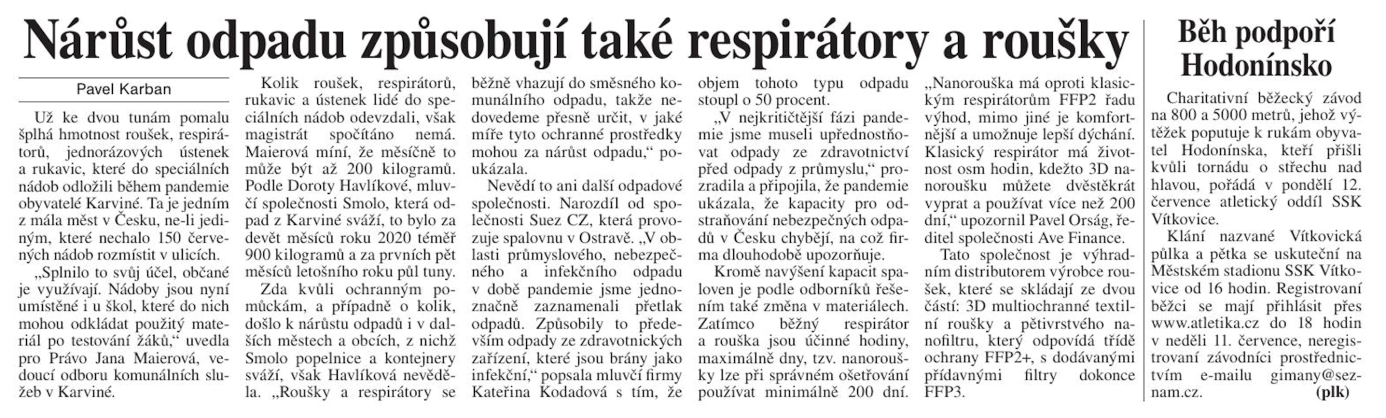 Nárůst odpadu způsobují také respirátory a roušky
Pavel Karban
Už ke dvou tunám pomalu
šplhá hmotnost roušek, respirá-
torů, jednorázových ústenek
a rukavic, které do speciálních
nádob odložili během pandemie
obyvatelé Karviné. Ta je jedním
z mála měst v Česku, ne-li jedi-
ným, které nechalo 150 červe-
ných nádob rozmístit v ulicích.
„Splnilo to svůj účel, občané
je využívají. Nádoby jsou nyní
umístěné i u škol, které do nich
mohou odkládat použitý mate-
riál po testování žáků,“ uvedla
pro Právo Jana Maierová, ve-
doucí odboru komunálních slu-
žeb v Karviné.
Kolik roušek, respirátorů,
rukavic a ústenek lidé do spe-
ciálních nádob odevzdali, však
magistrát spočítáno nemá.
Maierová míní, že měsíčně to
může být až 200 kilogramů.
Podle Doroty Havlíkové, mluv-
čí společnosti Smolo, která od-
pad z Karviné sváží, to bylo za
devět měsíců roku 2020 téměř
900 kilogramů a za prvních pět
měsíců letošního roku půl tuny.
Zda kvůli ochranným po-
můckám, a případně o kolik,
došlo k nárůstu odpadů i v dal-
ších městech a obcích, z nichž
Smolo popelnice a kontejnery
sváží, však Havlíková nevědě-
la. „Roušky a respirátory se
běžně vhazují do směsného ko-
munálního odpadu, takže ne-
dovedeme přesně určit, v jaké
míře tyto ochranné prostředky
mohou za nárůst odpadu,“ po-
ukázala.
Nevědí to ani další odpadové
společnosti. Narozdíl od spo-
lečnosti Suez CZ, která provo-
zuje spalovnu v Ostravě. „V ob-
lasti průmyslového, nebezpeč-
ného a infekčního odpadu
v době pandemie jsme jedno-
značně zaznamenali přetlak
odpadů. Způsobily to přede-
vším odpady ze zdravotnických
zařízení, které jsou brány jako
infekční,“ popsala mluvčí firmy
Kateřina Kodadová s tím, že
objem tohoto typu odpadu
stoupl o 50 procent.
„V nejkritičtější fázi pande-
mie jsme museli upřednostňo-
vat odpady ze zdravotnictví
před odpady z průmyslu,“ pro-
zradila a připojila, že pandemie
ukázala, že kapacity pro od-
straňování nebezpečných odpa-
dů v Česku chybějí, na což fir-
ma dlouhodobě upozorňuje.
Kromě navýšení kapacit spa-
loven je podle odborníků řeše-
ním také změna v materiálech.
Zatímco běžný respirátor
a rouška jsou účinné hodiny,
maximálně dny, tzv. nanorouš-
ky lze při správném ošetřování
používat minimálně 200 dní.
„Nanorouška má oproti klasic-
kým respirátorům FFP2 řadu
výhod, mimo jiné je komfort-
nější a umožnuje lepší dýchání.
Klasický respirátor má život-
nost osm hodin, kdežto 3D na-
noroušku můžete dvěstěkrát
vyprat a používat více než 200
dní,“ upozornil Pavel Orság, ře-
ditel společnosti Ave Finance.
Tato společnost je výhrad-
ním distributorem výrobce rou-
šek, které se skládají ze dvou
částí: 3D multiochranné textil-
ní roušky a pětivrstvého na-
nofiltru, který odpovídá třídě
ochrany FFP2+, s dodávanými
přídavnými filtry dokonce
FFP3.
Běh podpoří
Hodonínsko
Charitativní běžecký závod
na 800 a 5000 metrů, jehož vý-
těžek poputuje k rukám obyva-
tel Hodonínska, kteří přišli
kvůli tornádu o střechu nad
hlavou, pořádá v pondělí 12.
července atletický oddíl SSK
Vítkovice.
Klání nazvané Vítkovická
půlka a pětka se uskuteční na
Městském stadionu SSK Vítko-
vice od 16 hodin. Registrovaní
běžci se mají přihlásit přes
www.atletika.cz do 18 hodin
v neděli 11. července, neregis-
trovaní závodníci prostřednic-
tvím e-mailu gimany@sez-
nam.cz. (plk)